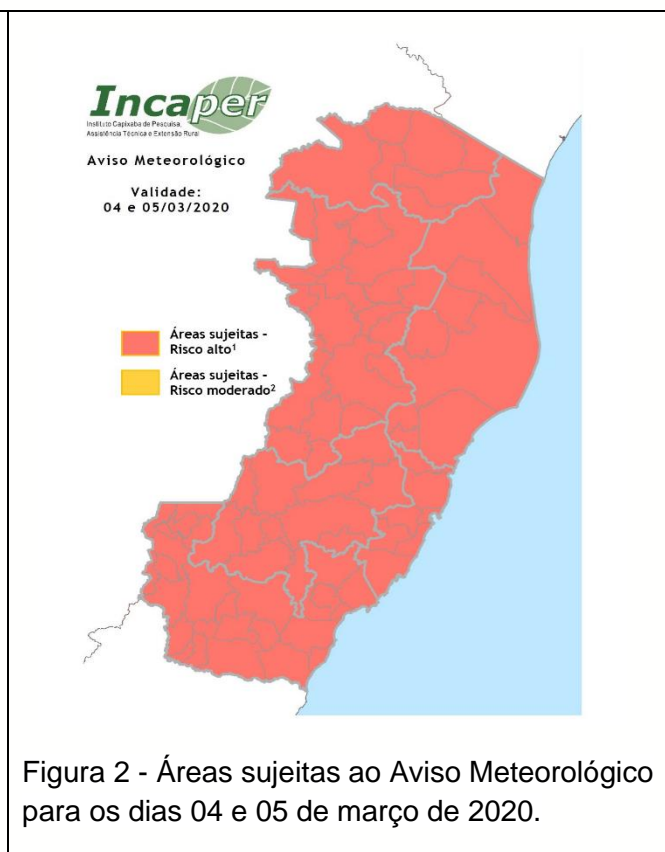 Incaper
Instituto Capixaba de Pesquisa,
Assistência Técnica e Extensão Rural
Aviso Meteorológico
Validade:
04 e 05/03/2020
Áreas sujeitas -
Risco alto¹
Áreas sujeitas -
Risco moderado²
Figura 2 - Áreas sujeitas ao Aviso Meteorológico
para os dias 04 e 05 de março de 2020.